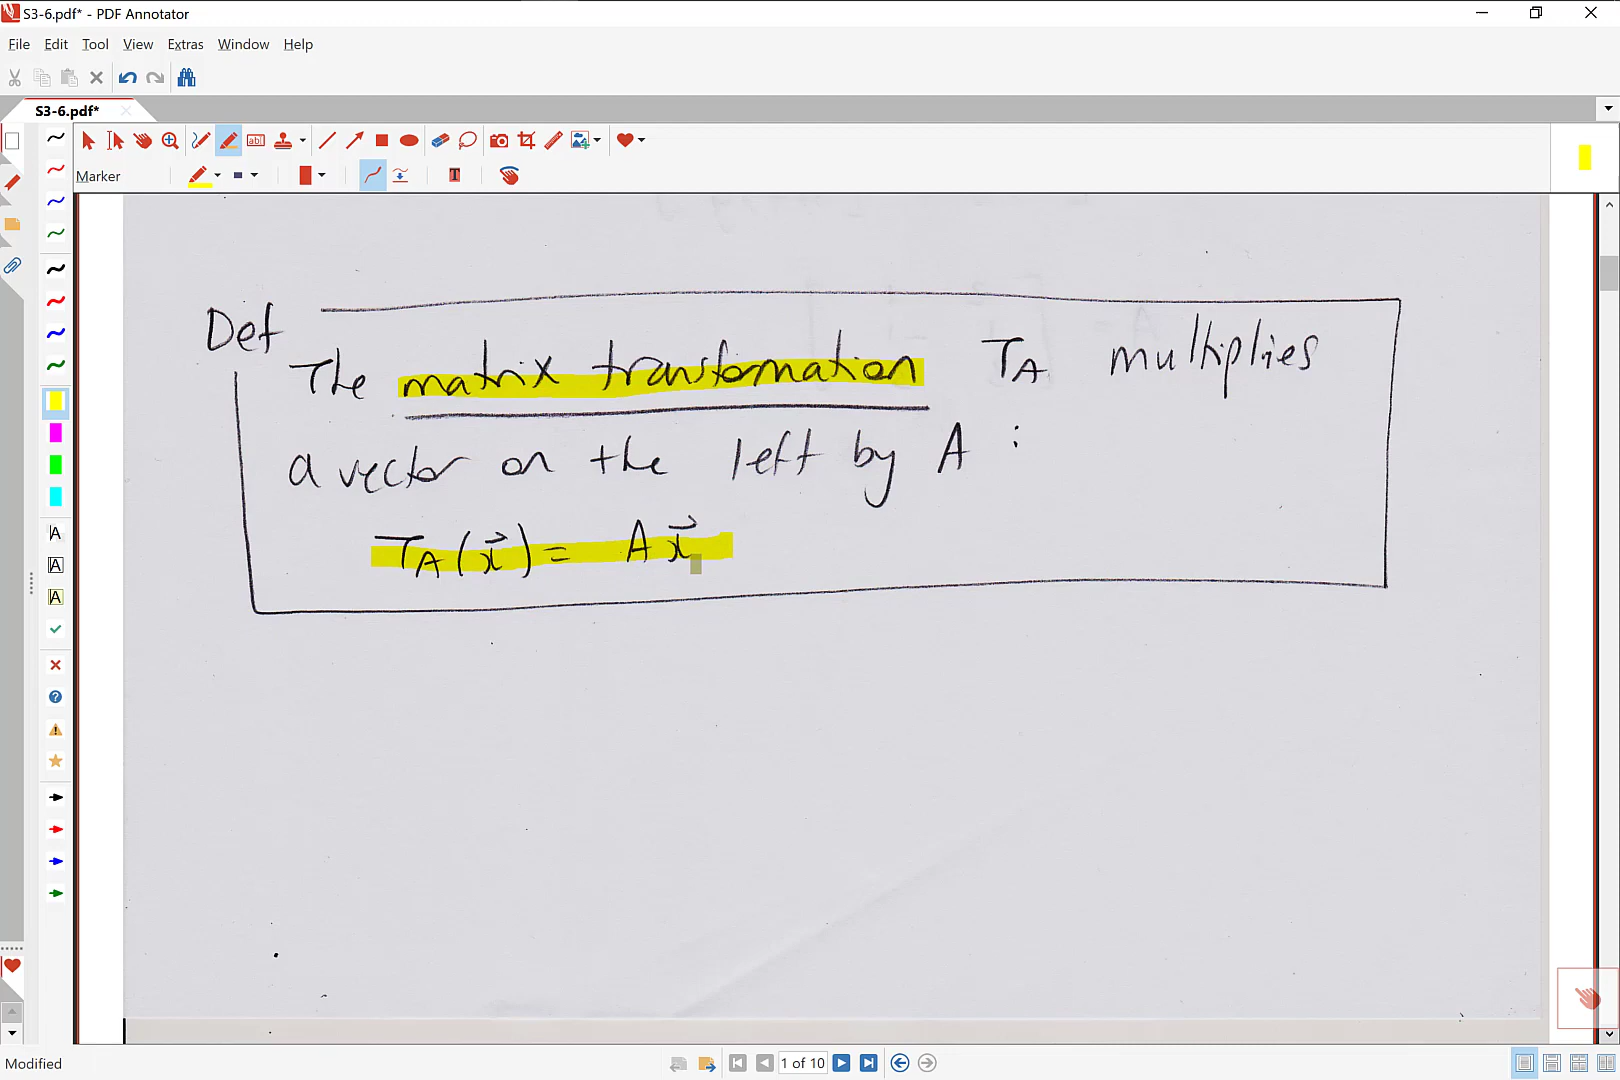 S3-6.pdf* - PDF Annotator
File Edit Tool View Extras Window Help
S3-6.pdf*
Marker
Def
The matrix transformation T_A multiplies
a vector on the left by A :
T_A(x⃗) = Ax⃗
Modified
1 of 10